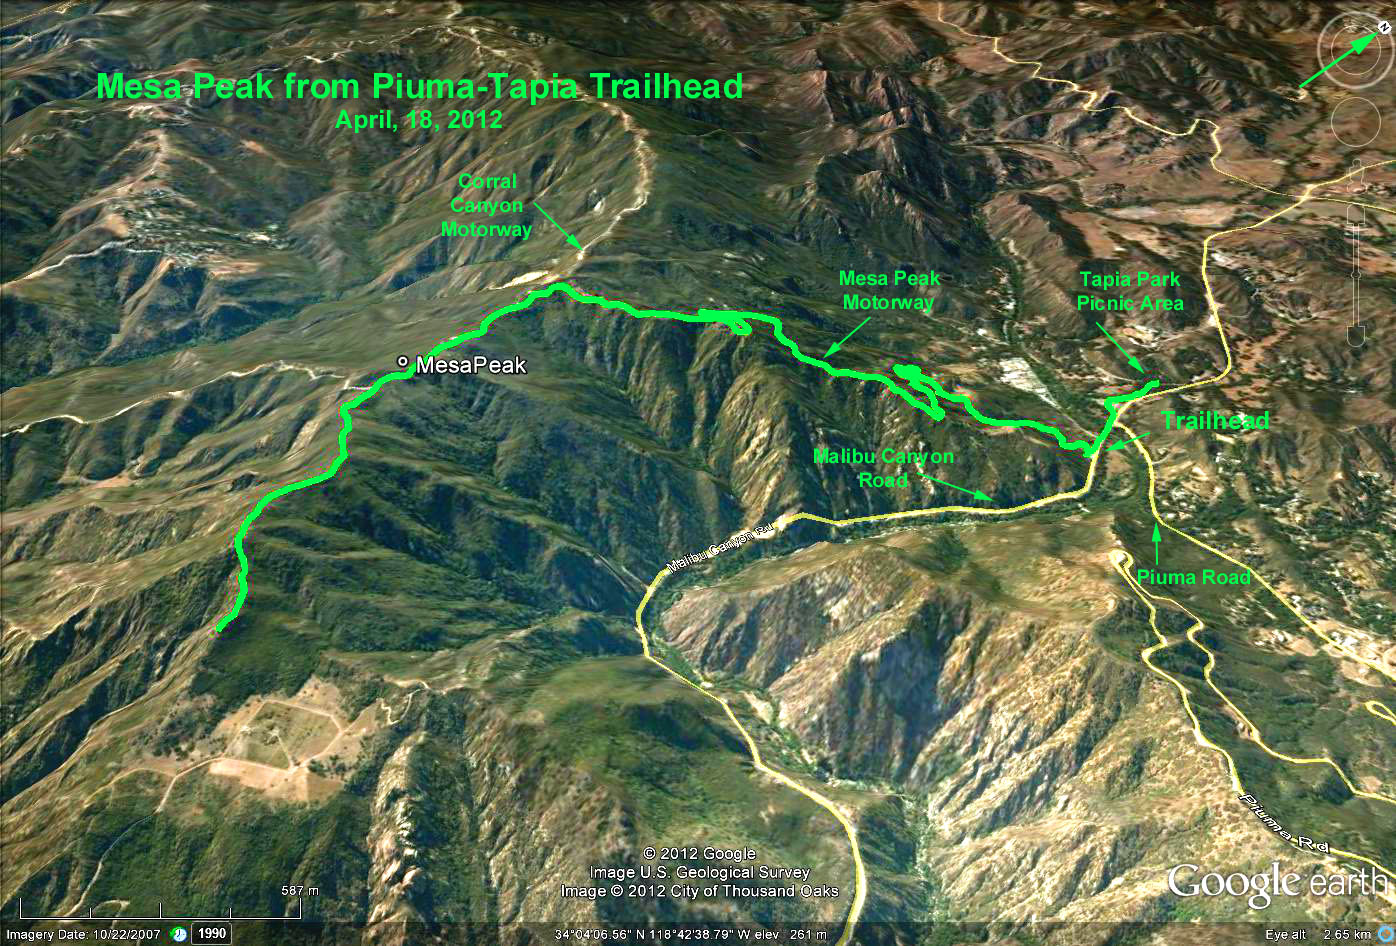 Mesa Peak from Piuma-Tapia Trailhead
April, 18, 2012
N
Corral
Canyon
Motorway
Mesa Peak
Motorway
Tapia Park
Picnic Area
MesaPeak
Trailhead
Malibu Canyon
Road
Malibu Canyon Rd
Piuma Road
Piuma Rd
© 2012 Google
Image U.S. Geological Survey
Image © 2012 City of Thousand Oaks
Google earth
587 m
Imagery Date: 10/22/2007 1990 34°04'06.56" N 118°42'38.79" W elev 261 m Eye alt 2.65 km